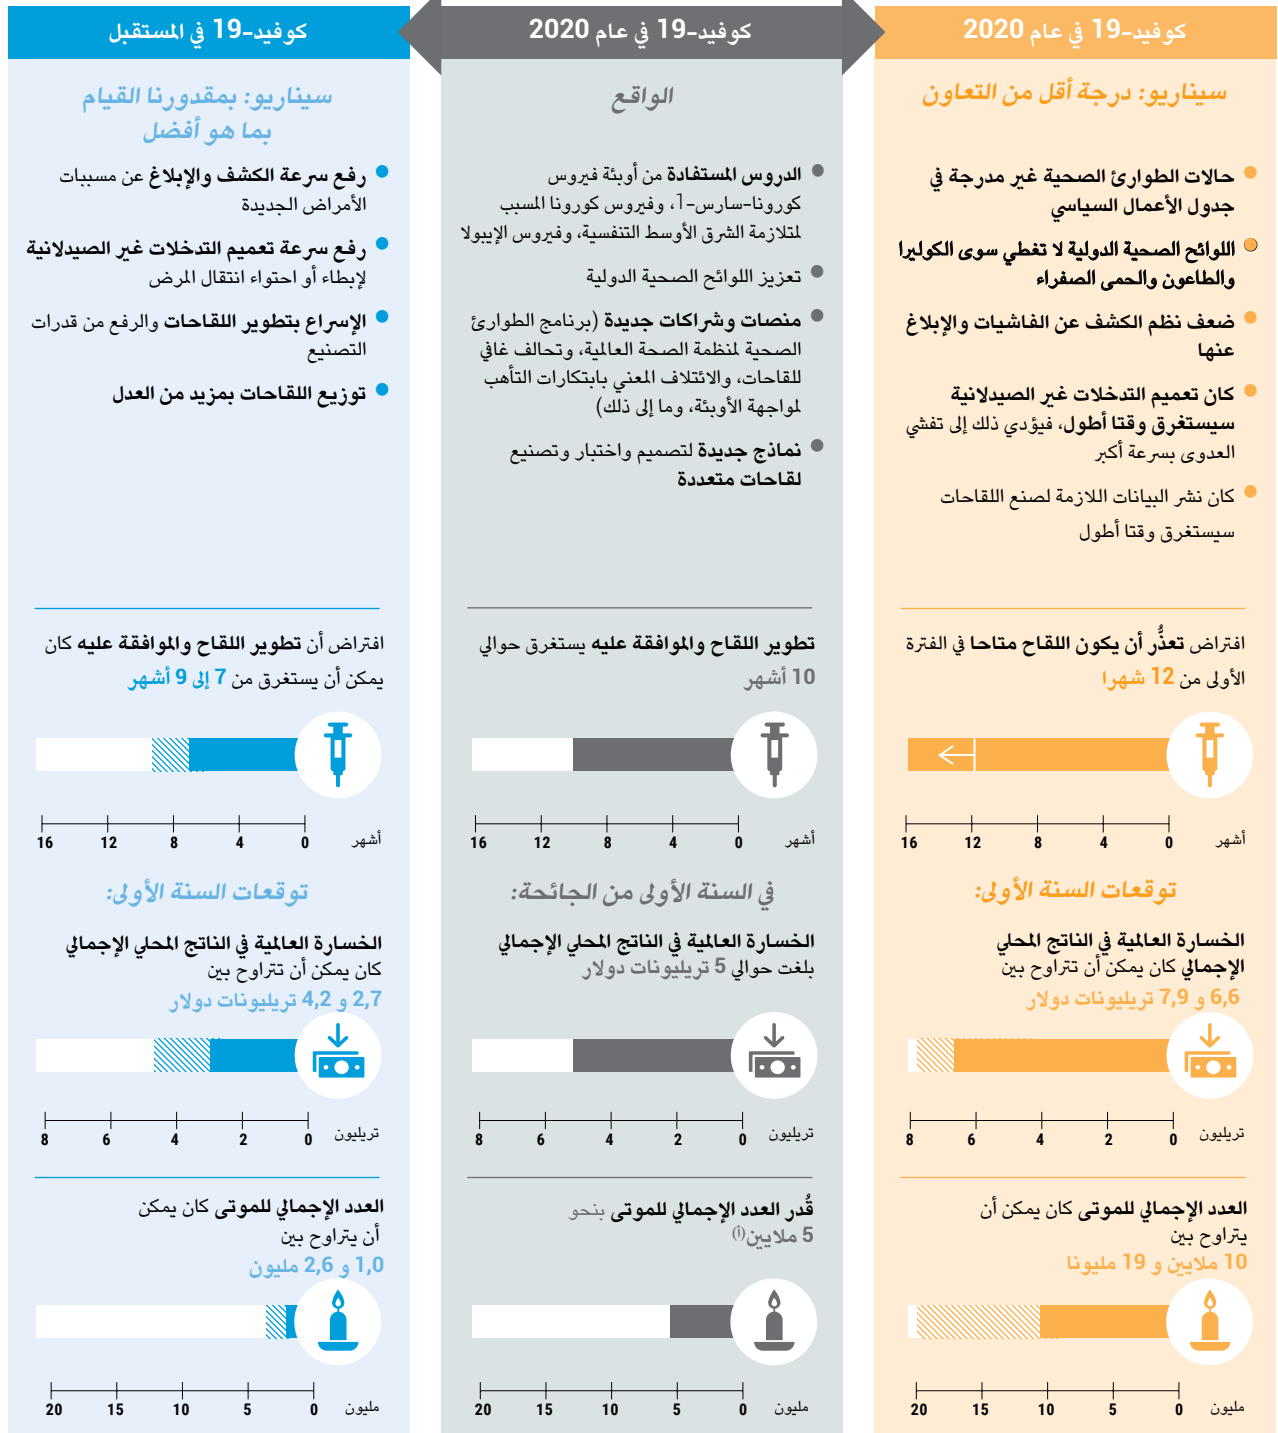 كوفيد-19 في عام 2020
سيناريو: درجة أقل من التعاون
حالات الطوارئ الصحية غير مدرجة في
جدول الأعمال السياسي
اللوائح الصحية الدولية لا تغطي سوى الكوليرا
والطاعون والحمى الصفراء
ضعف نظم الكشف عن الفاشيات والإبلاغ
عنها
كان تعميم التدخلات غير الصيدلانية
سيستغرق وقتا أطول، فيؤدي ذلك إلى تفشي
العدوى بسرعة أكبر
كان نشر البيانات اللازمة لصنع اللقاحات
سيستغرق وقتا أطول
افتراض تعذُّر أن يكون اللقاح متاحا في الفترة
الأولى من 12 شهرا
أشهر 0 4 8 12 16
توقعات السنة الأولى:
الخسارة العالمية في الناتج المحلي
الإجمالي كان يمكن أن تتراوح بين
6,6 و 7,9 تريليونات دولار
تريليون 0 2 4 6 8
العدد الإجمالي للموتى كان يمكن أن
يتراوح بين
10 ملايين و 19 مليونا
مليون 0 5 10 15 20
كوفيد-19 في عام 2020
الواقع
الدروس المستفادة من أوبئة فيروس
كورونا-سارس-1، وفيروس كورونا المسبب
لمتلازمة الشرق الأوسط التنفسية، وفيروس الإيبولا
تعزيز اللوائح الصحية الدولية
منصات وشراكات جديدة (برنامج الطوارئ
الصحية لمنظمة الصحة العالمية، وتحالف غافي
للقاحات، والائتلاف المعني بابتكارات التأهب
لمواجهة الأوبئة، وما إلى ذلك)
نماذج جديدة لتصميم واختبار وتصنيع
لقاحات متعددة
تطوير اللقاح والموافقة عليه يستغرق حوالي
10 أشهر
أشهر 0 4 8 12 16
في السنة الأولى من الجائحة:
الخسارة العالمية في الناتج المحلي الإجمالي
بلغت حوالي 5 تريليونات دولار
تريليون 0 2 4 6 8
قُدر العدد الإجمالي للموتى بنحو
5 ملايين(أ)
مليون 0 5 10 15 20
كوفيد-19 في المستقبل
سيناريو: بمقدورنا القيام
بما هو أفضل
رفع سرعة الكشف والإبلاغ عن مسببات
الأمراض الجديدة
رفع سرعة تعميم التدخلات غير الصيدلانية
لإبطاء أو احتواء انتقال المرض
الإسراع بتطوير اللقاحات والرفع من قدرات
التصنيع
توزيع اللقاحات بمزيد من العدل
افتراض أن تطوير اللقاح والموافقة عليه كان
يمكن أن يستغرق من 7 إلى 9 أشهر
أشهر 0 4 8 12 16
توقعات السنة الأولى:
الخسارة العالمية في الناتج المحلي الإجمالي
كان يمكن أن تتراوح بين
2,7 و 4,2 تريليونات دولار
تريليون 0 2 4 6 8
العدد الإجمالي للموتى كان يمكن
أن يتراوح بين
1,0 و 2,6 مليون
مليون 0 5 10 15 20